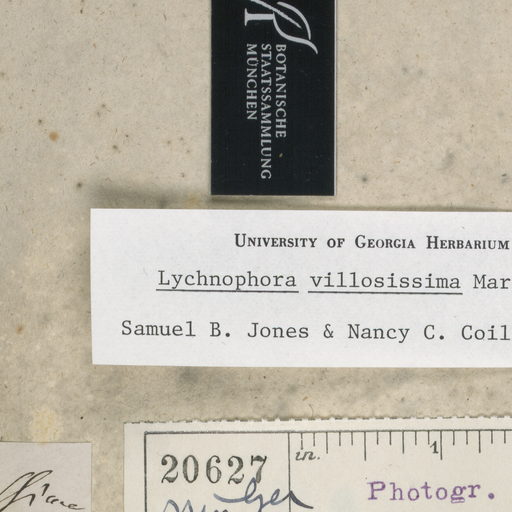 BOTANISCHE
STAATSSAMMLUNG
MÜNCHEN
UNIVERSITY OF GEORGIA HERBARIUM
Lychnophora villosissima Mar
Samuel B. Jones & Nancy C. Coil
in. 1
20627
Photogr.